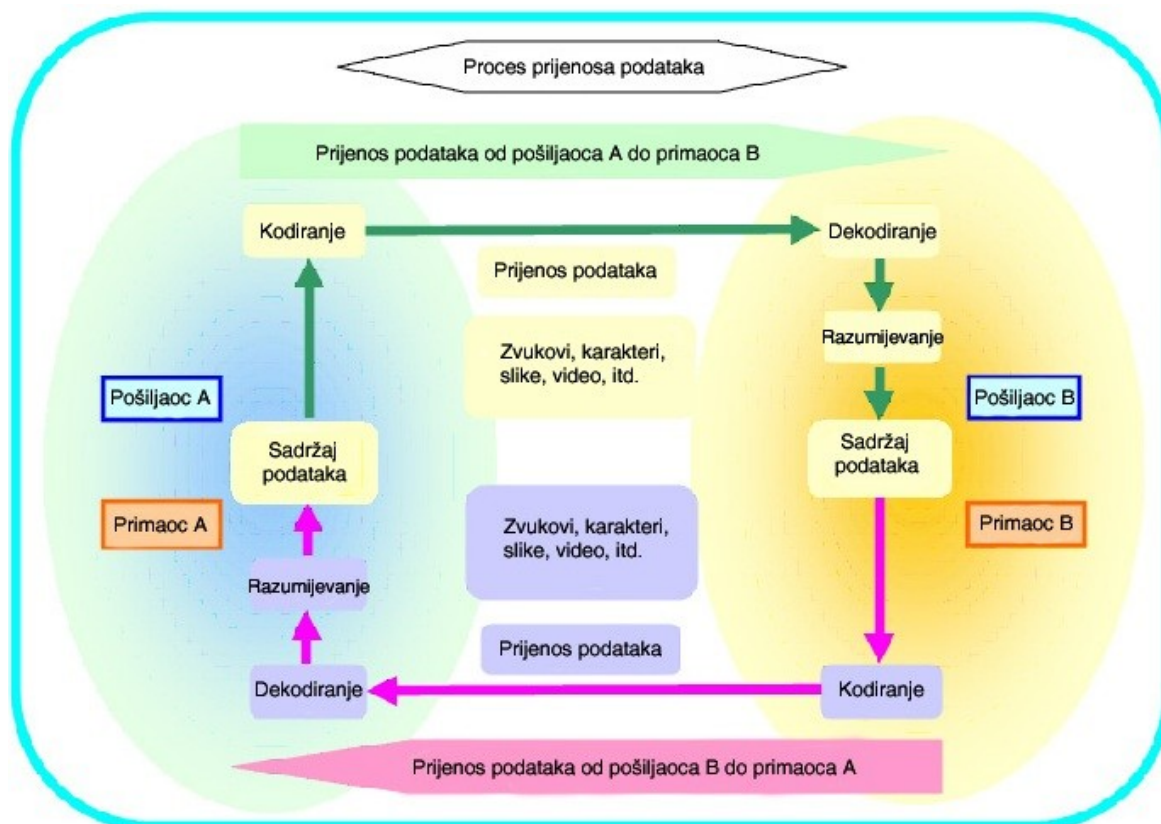 Proces prijenosa podataka
Prijenos podataka od pošiljaoca A do primaoca B
Kodiranje
Dekodiranje
Prijenos podataka
Razumijevanje
Zvukovi, karakteri,
slike, video, itd.
Pošiljaoc A
Pošiljaoc B
Sadržaj
podataka
Sadržaj
podataka
Primaoc A
Zvukovi, karakteri,
slike, video, itd.
Primaoc B
Razumijevanje
Prijenos podataka
Dekodiranje
Kodiranje
Prijenos podataka od pošiljaoca B do primaoca A